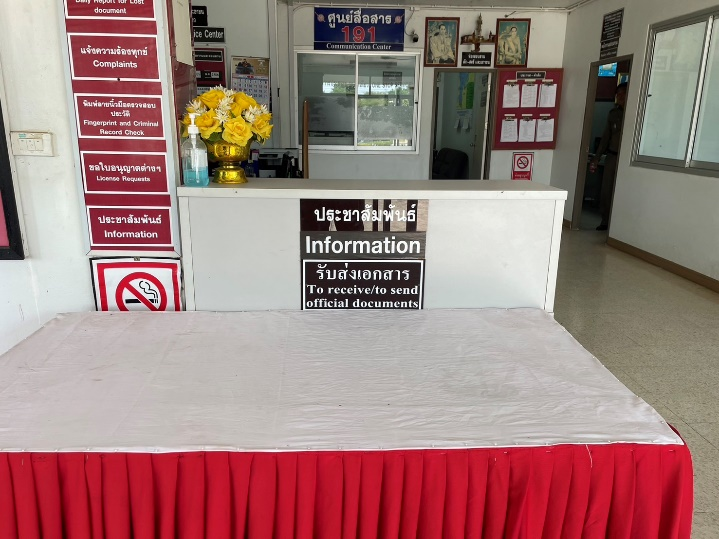 Daily Report for Lost
document
แจ้งความร้องทุกข์
Complaints
พิมพ์ลายนิ้วมือตรวจสอบ
ประวัติ
Fingerprint and Criminal
Record Check
ขอใบอนุญาตต่างๆ
License Requests
ประชาสัมพันธ์
Information
ศูนย์สื่อสาร
191
Communication Center
ประชาสัมพันธ์
Information
รับส่งเอกสาร
To receive/to send
official documents